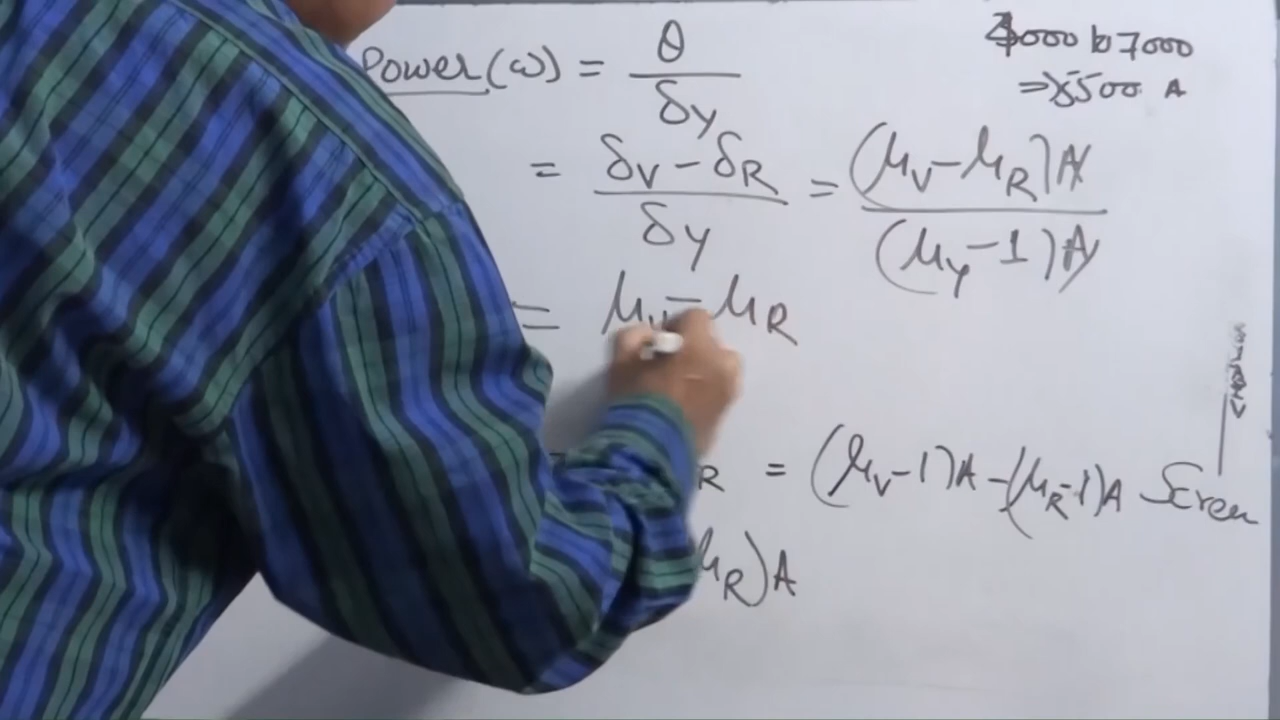 Power (ω) = θ / δy
4000 to 7000
⇒ 5500 A
= δV - δR / δy = (μV - μR) A / (μy - 1) A
= μV - μR
R = (μV - 1) A - (μR - 1) A Screen
μR) A